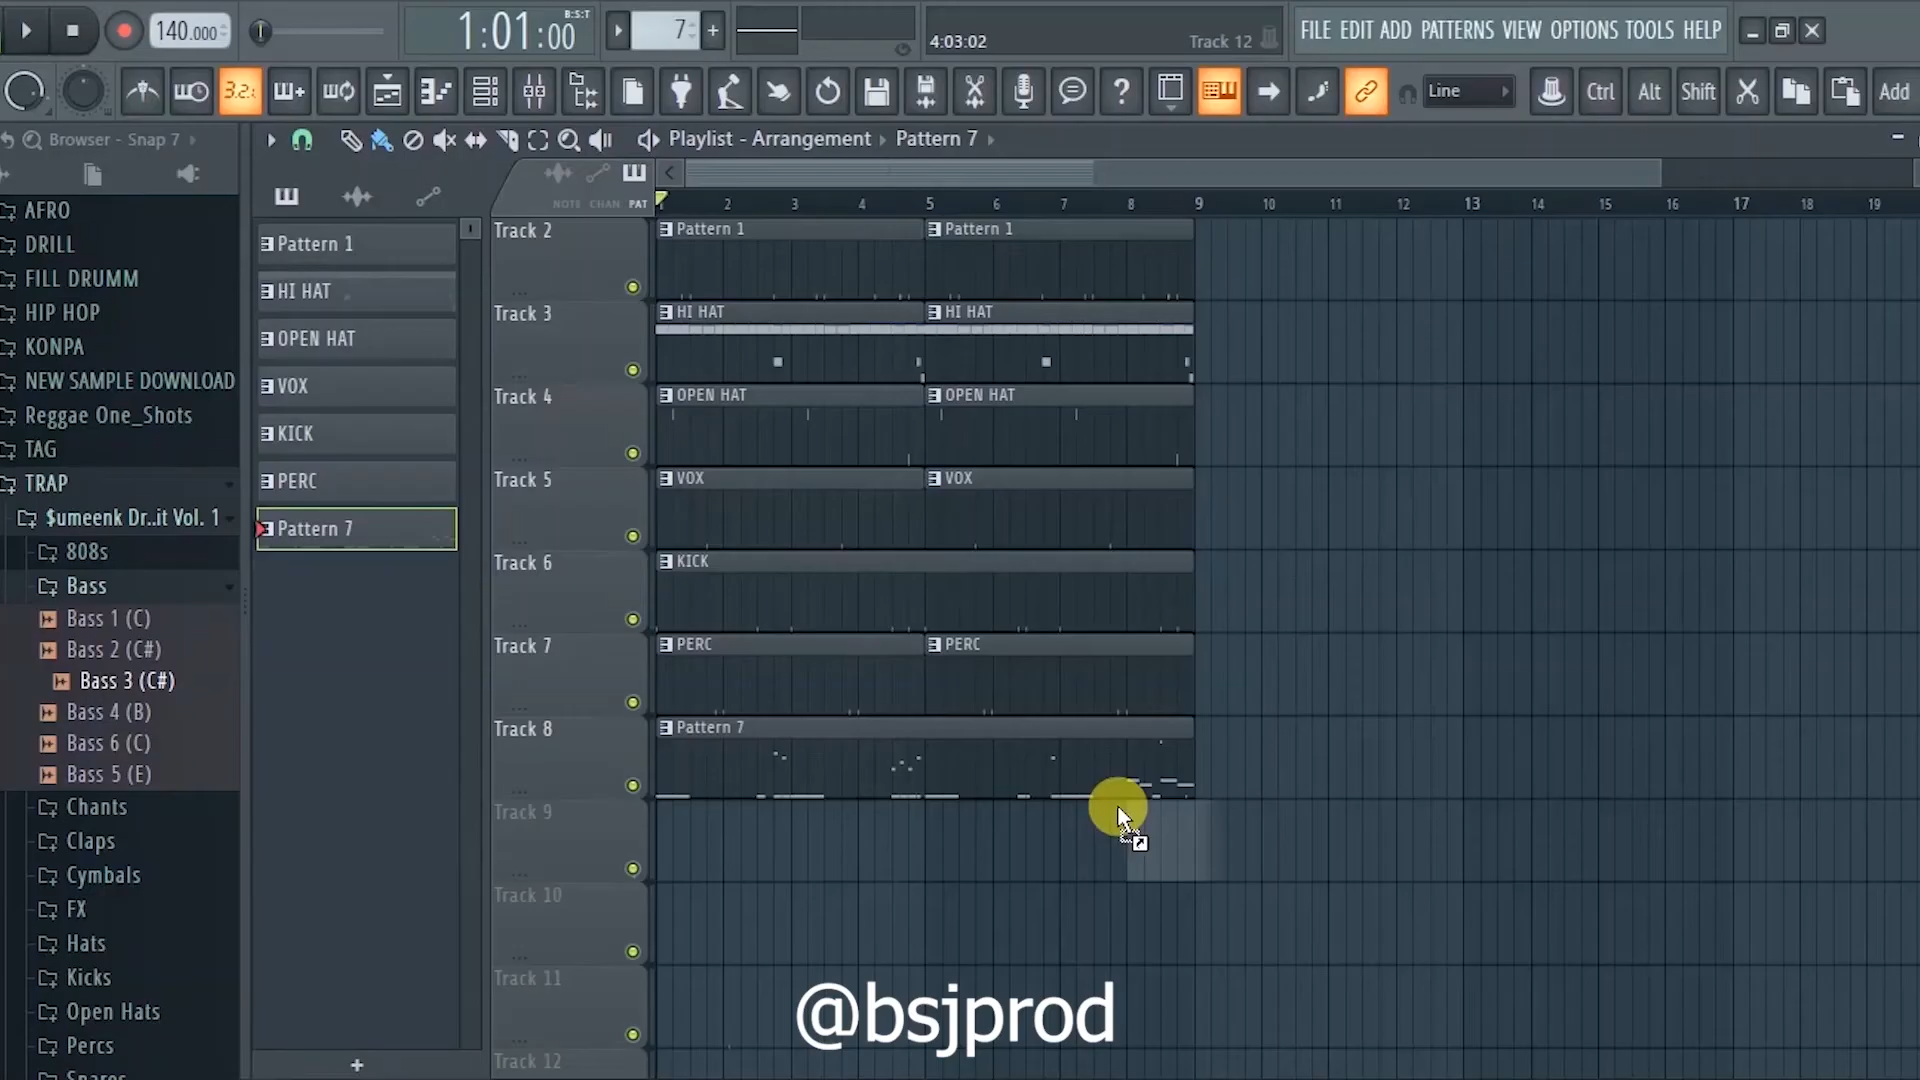 140.000
1:01:00
B:S:T
7
4:03:02
Track 12
FILE EDIT ADD PATTERNS VIEW OPTIONS TOOLS HELP
3.2.
Line
Ctrl
Alt
Shift
Add
Browser - Snap 7
Playlist - Arrangement
Pattern 7
NOTE CHAN PAT
2 3 4 5 6 7 8 9 10 11 12 13 14 15 16 17 18 19
AFRO
DRILL
FILL DRUMM
HIP HOP
KONPA
NEW SAMPLE DOWNLOAD
Reggae One_Shots
TAG
TRAP
$umeenk Dr..it Vol. 1
808s
Bass
Bass 1 (C)
Bass 2 (C#)
Bass 3 (C#)
Bass 4 (B)
Bass 6 (C)
Bass 5 (E)
Chants
Claps
Cymbals
FX
Hats
Kicks
Open Hats
Percs
Pattern 1
HI HAT
OPEN HAT
VOX
KICK
PERC
Pattern 7
Track 2
Pattern 1
Pattern 1
Track 3
HI HAT
HI HAT
Track 4
OPEN HAT
OPEN HAT
Track 5
VOX
VOX
Track 6
KICK
Track 7
PERC
PERC
Track 8
Pattern 7
Track 9
Track 10
Track 11
Track 12
@bsjprod